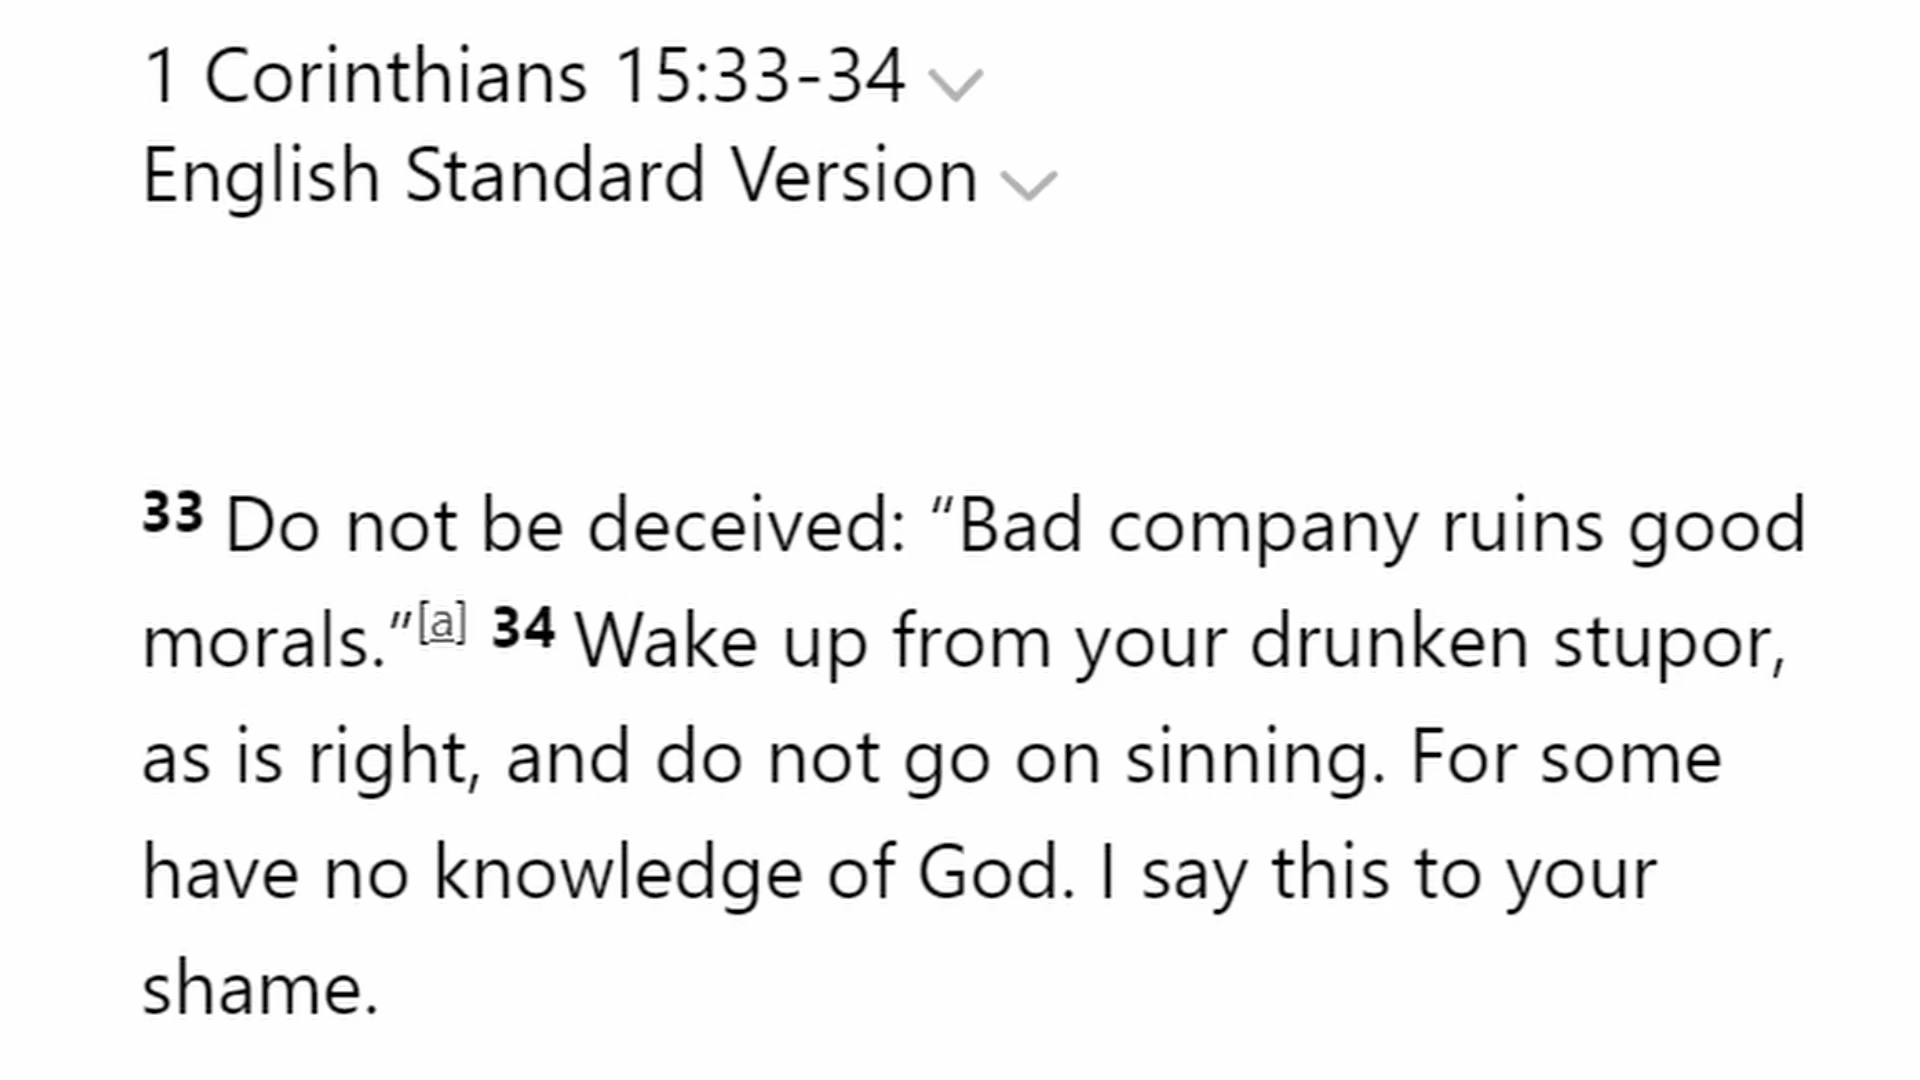 1 Corinthians 15:33-34
English Standard Version
33 Do not be deceived: “Bad company ruins good
morals.”[a] 34 Wake up from your drunken stupor,
as is right, and do not go on sinning. For some
have no knowledge of God. I say this to your
shame.